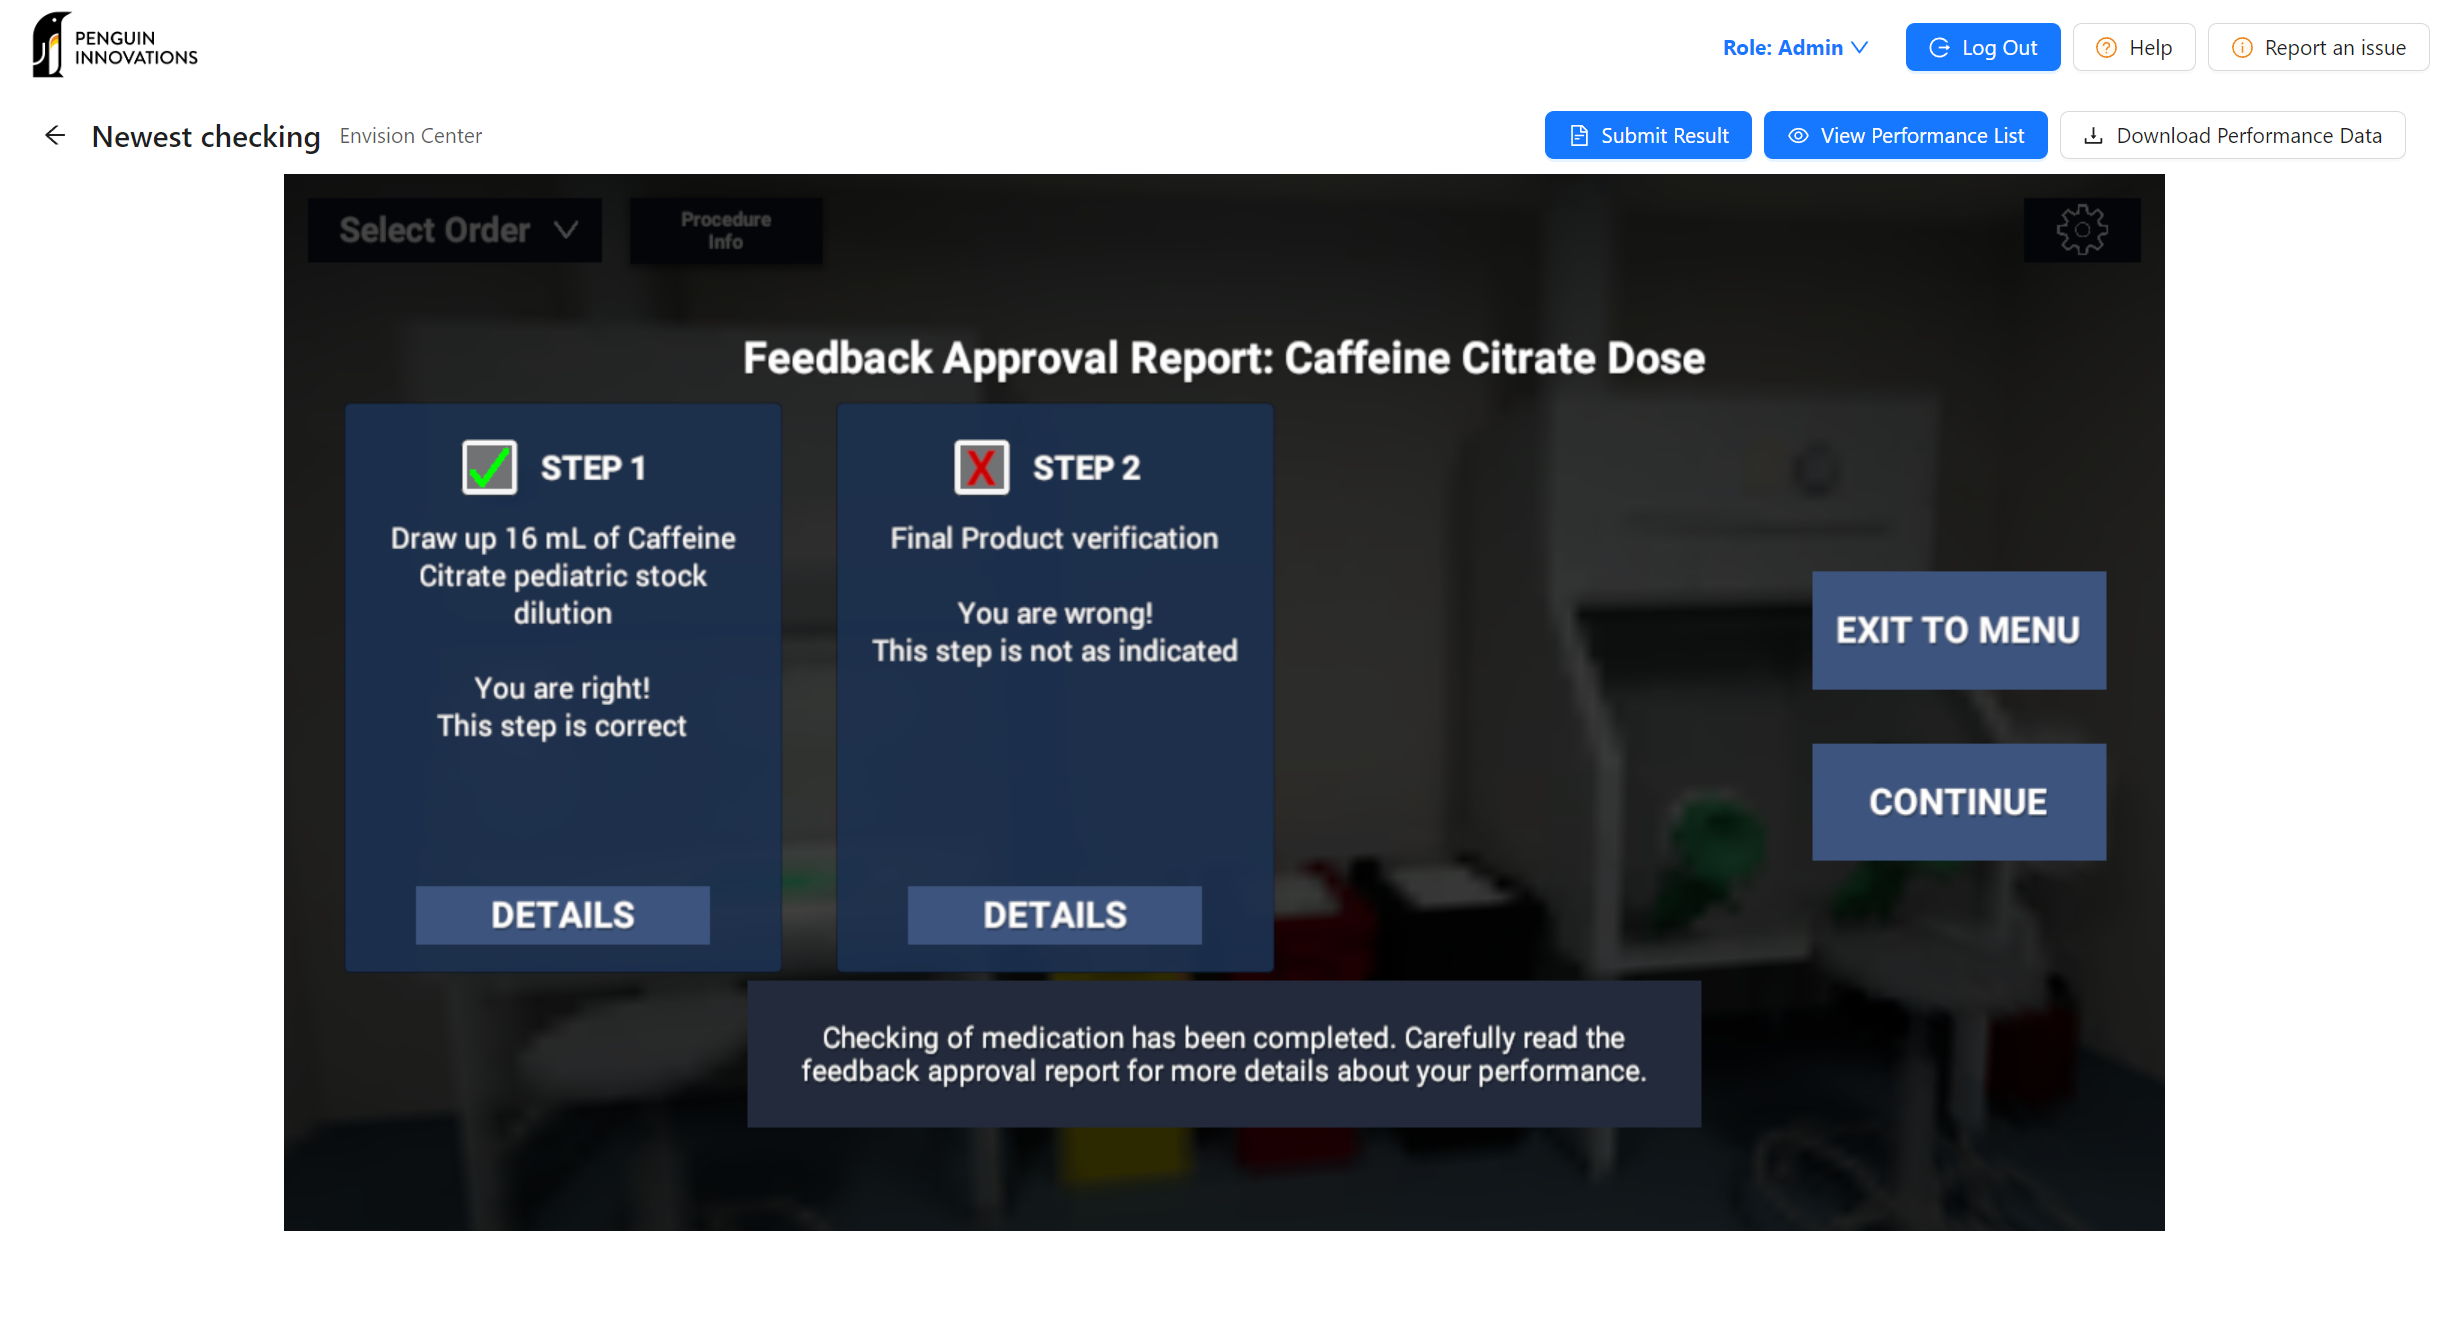 PENGUIN
INNOVATIONS
Role: Admin
Log Out
Help
Report an issue
Newest checking
Envision Center
Submit Result
View Performance List
Download Performance Data
Select Order
Procedure
Info
Feedback Approval Report: Caffeine Citrate Dose
STEP 1
Draw up 16 mL of Caffeine
Citrate pediatric stock
dilution
You are right!
This step is correct
DETAILS
X
STEP 2
Final Product verification
You are wrong!
This step is not as indicated
DETAILS
EXIT TO MENU
CONTINUE
Checking of medication has been completed. Carefully read the
feedback approval report for more details about your performance.